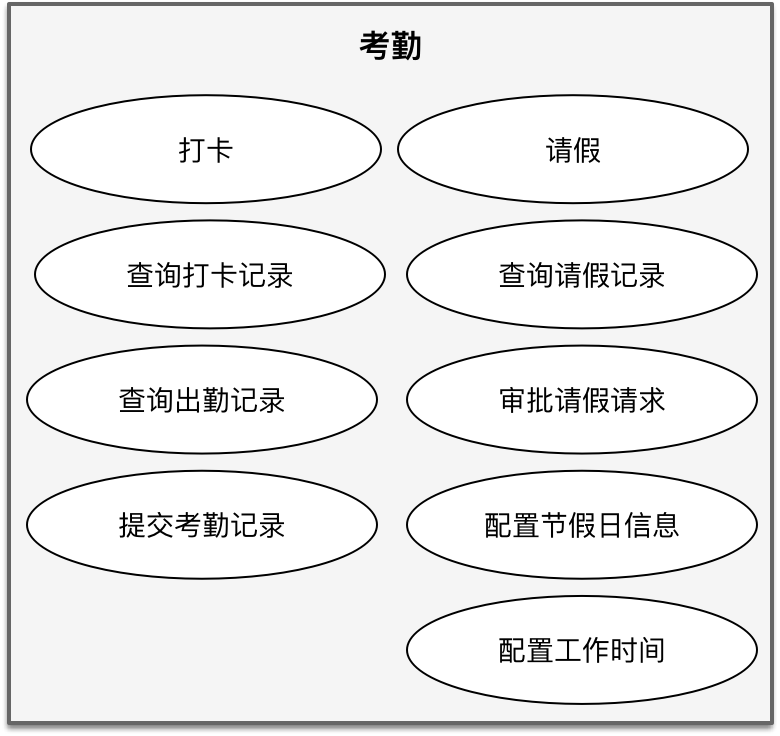 考勤
打卡
请假
查询打卡记录
查询请假记录
查询出勤记录
审批请假请求
提交考勤记录
配置节假日信息
配置工作时间